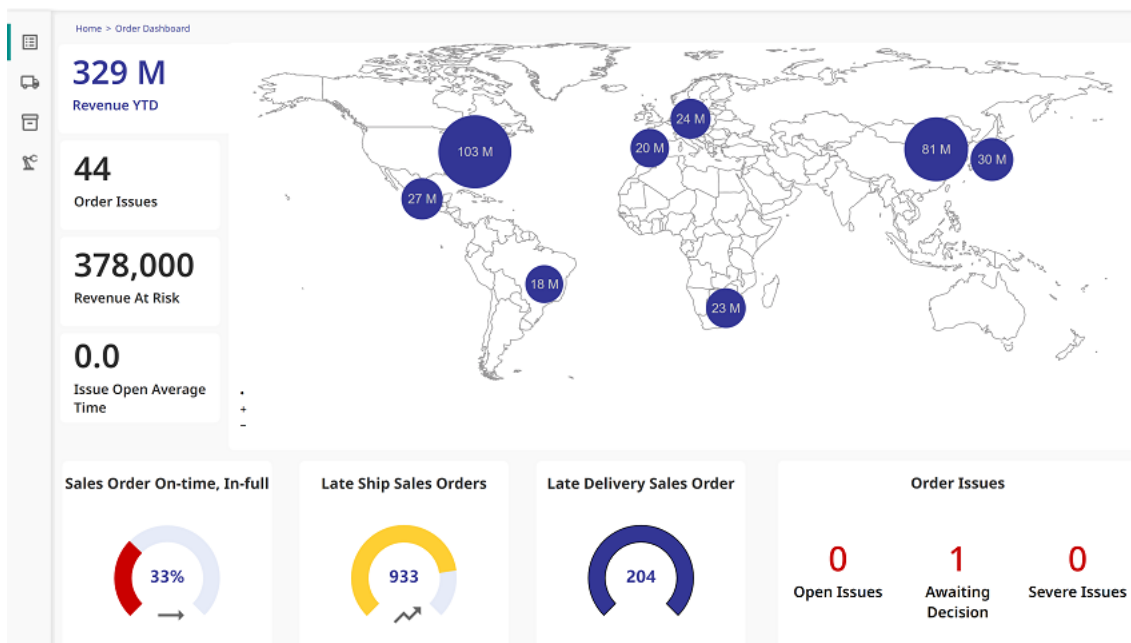 Home > Order Dashboard
329 M
Revenue YTD
44
Order Issues
378,000
Revenue At Risk
0.0
Issue Open Average
Time
24 M
20 M
103 M
81 M
30 M
27 M
18 M
23 M
+
−
Sales Order On-time, In-full
33%
Late Ship Sales Orders
933
Late Delivery Sales Order
204
Order Issues
0
Open Issues
1
Awaiting
Decision
0
Severe Issues